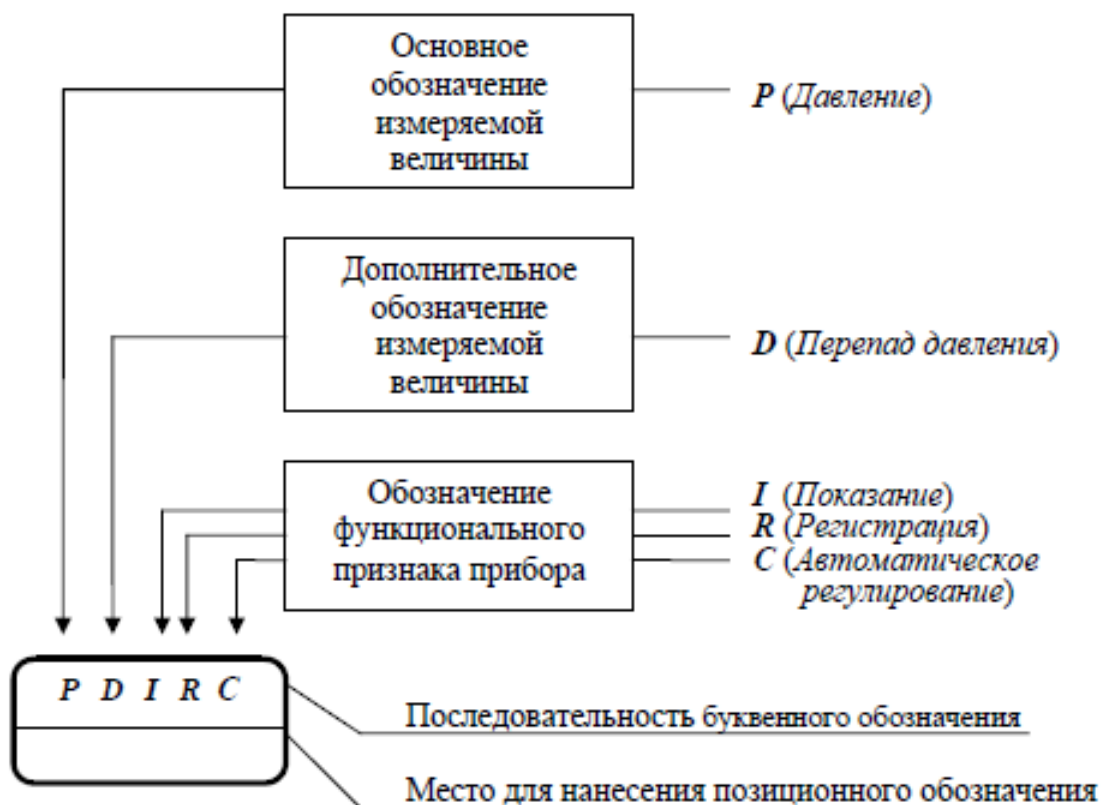 Основное
обозначение
измеряемой
величины
P (Давление)
Дополнительное
обозначение
измеряемой
величины
D (Перепад давления)
Обозначение
функционального
признака прибора
I (Показание)
R (Регистрация)
C (Автоматическое
регулирование)
P D I R C
Последовательность буквенного обозначения
Место для нанесения позиционного обозначения